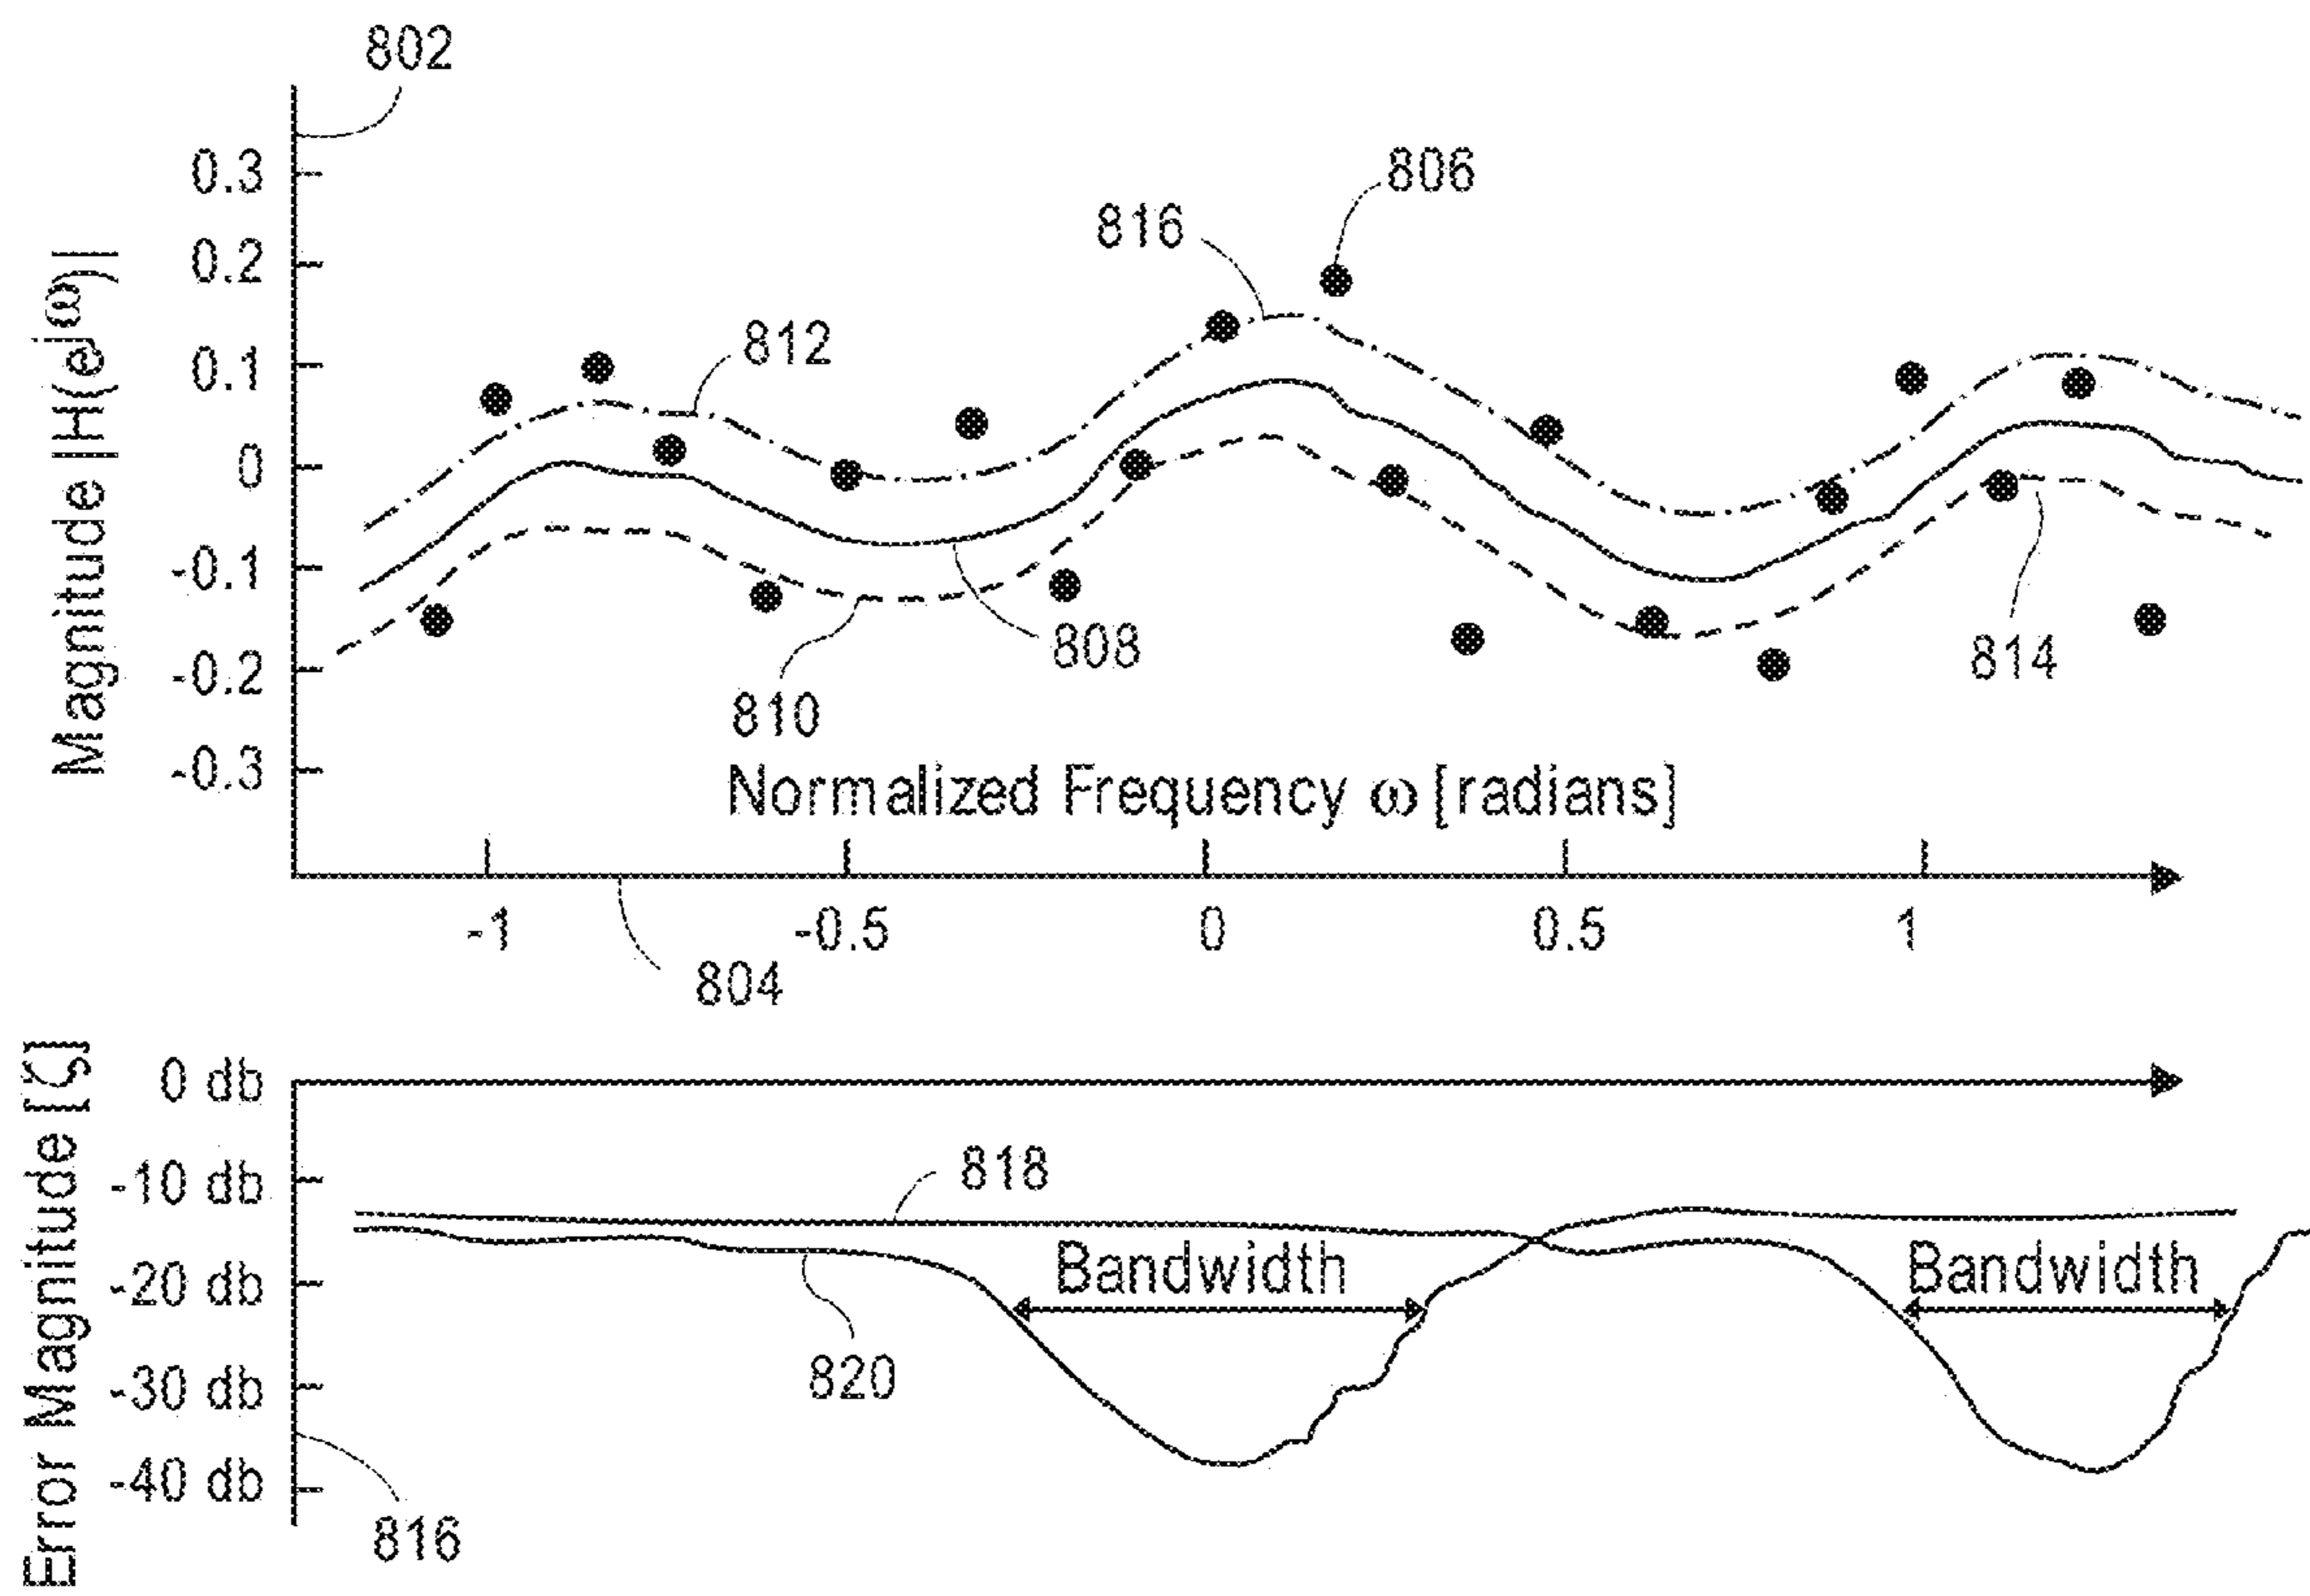 802
0.3
806
816
0.2
812
0.1
0
Magnitude |H(ejω)|
-0.1
808
814
-0.2
810
-0.3
Normalized Frequency ω [radians]
-1
-0.5
0
0.5
1
804
0 db
Error Magnitude [ζ]
-10 db
818
Bandwidth
Bandwidth
-20 db
820
-30 db
-40 db
816